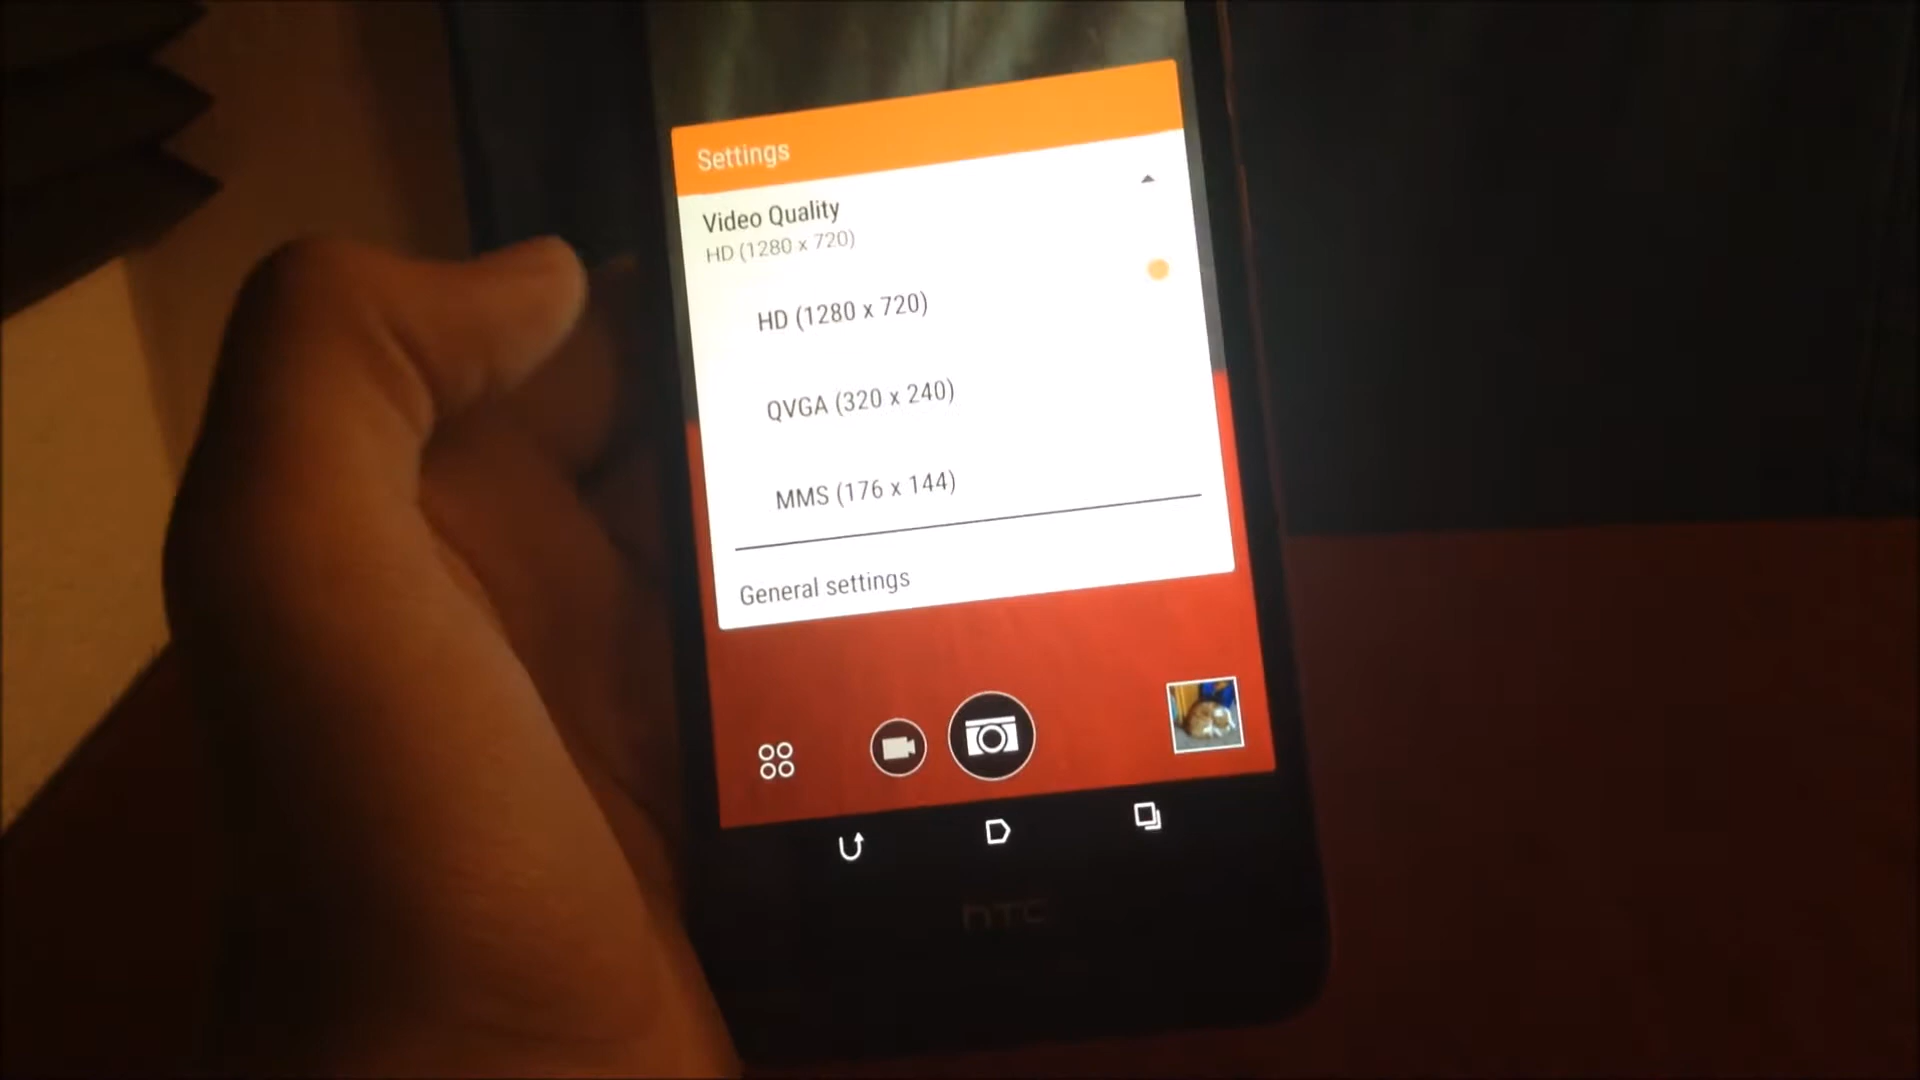 Settings
Video Quality
HD (1280 x 720)
HD (1280 x 720)
QVGA (320 x 240)
MMS (176 x 144)
General settings
hTC